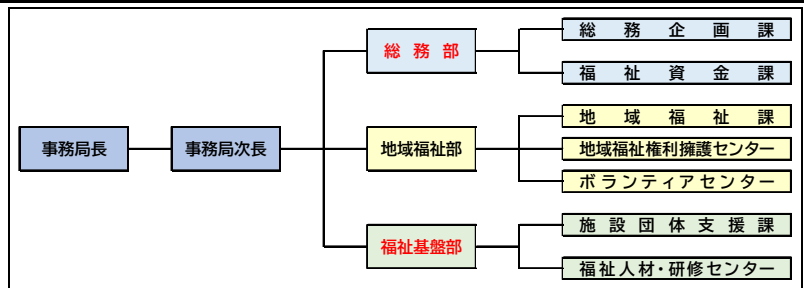 事務局長
事務局次長
総務部
総務企画課
福祉資金課
地域福祉部
地域福祉課
地域福祉権利擁護センター
ボランティアセンター
福祉基盤部
施設団体支援課
福祉人材・研修センター